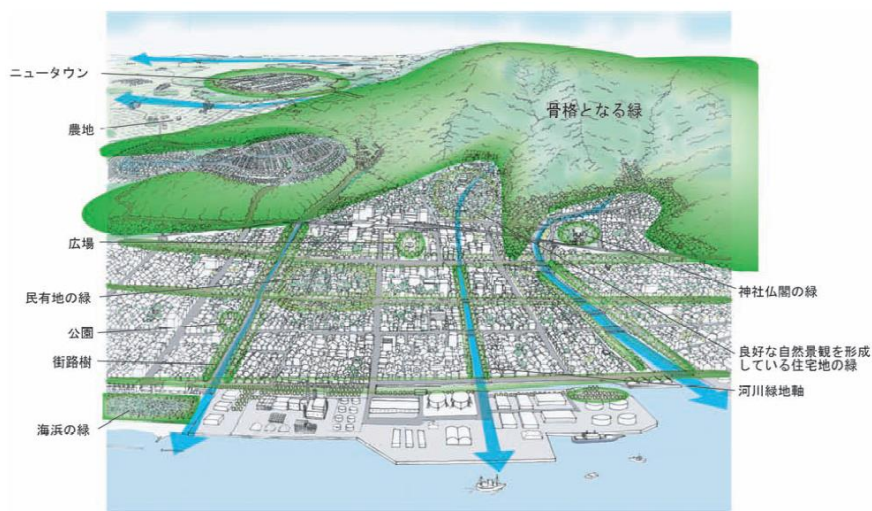 ニュータウン
骨格となる緑
農地
広場
民有地の緑
公園
街路樹
海浜の緑
神社仏閣の緑
良好な自然景観を形成
している住宅地の緑
河川緑地軸